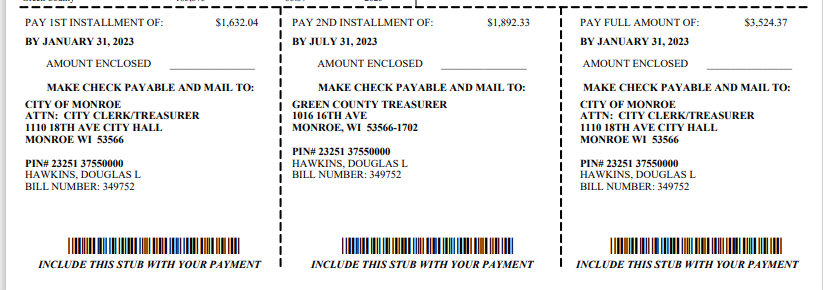 PAY 1ST INSTALLMENT OF: $1,632.04
BY JANUARY 31, 2023
AMOUNT ENCLOSED
MAKE CHECK PAYABLE AND MAIL TO:
CITY OF MONROE
ATTN: CITY CLERK/TREASURER
1110 18TH AVE CITY HALL
MONROE WI 53566
PIN# 23251 37550000
HAWKINS, DOUGLAS L
BILL NUMBER: 349752
INCLUDE THIS STUB WITH YOUR PAYMENT
PAY 2ND INSTALLMENT OF: $1,892.33
BY JULY 31, 2023
AMOUNT ENCLOSED
MAKE CHECK PAYABLE AND MAIL TO:
GREEN COUNTY TREASURER
1016 16TH AVE
MONROE, WI 53566-1702
PIN# 23251 37550000
HAWKINS, DOUGLAS L
BILL NUMBER: 349752
INCLUDE THIS STUB WITH YOUR PAYMENT
PAY FULL AMOUNT OF: $3,524.37
BY JANUARY 31, 2023
AMOUNT ENCLOSED
MAKE CHECK PAYABLE AND MAIL TO:
CITY OF MONROE
ATTN: CITY CLERK/TREASURER
1110 18TH AVE CITY HALL
MONROE WI 53566
PIN# 23251 37550000
HAWKINS, DOUGLAS L
BILL NUMBER: 349752
INCLUDE THIS STUB WITH YOUR PAYMENT